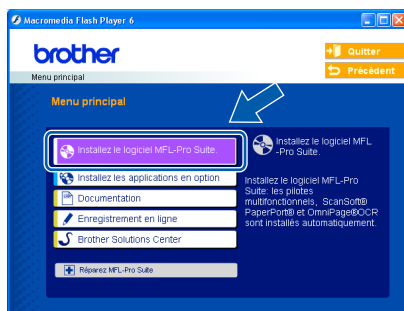 Macromedia Flash Player 6
brother
Quitter
Précédent
Menu principal
Menu principal
Installez le logiciel MFL-Pro Suite.
Installez les applications en option
Documentation
Enregistrement en ligne
Brother Solutions Center
Réparez MFL-Pro Suite
Installez le logiciel MFL
-Pro Suite.
Installez le logiciel MFL-Pro
Suite: les pilotes
multifonctionnels, ScanSoft®
PaperPort® et OmniPage®OCR
sont installés automatiquement.